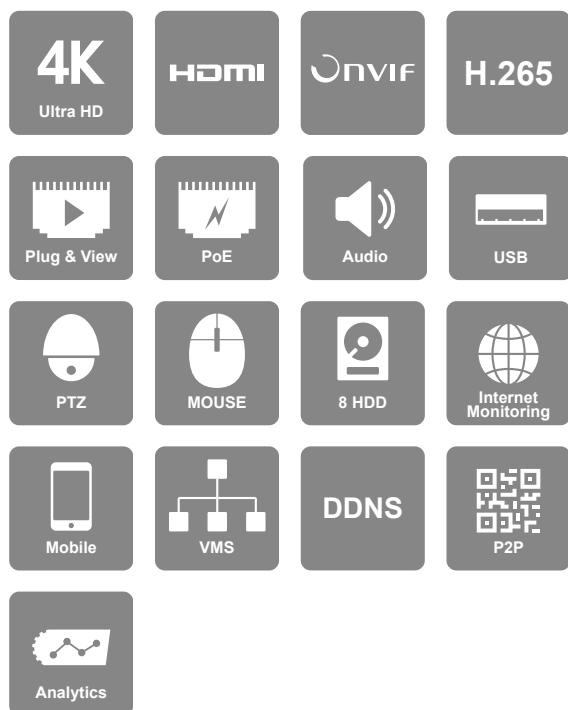 4K
Ultra HD
HDMI
ONVIF
H.265
Plug & View
PoE
Audio
USB
PTZ
MOUSE
8 HDD
Internet
Monitoring
Mobile
VMS
DDNS
P2P
Analytics